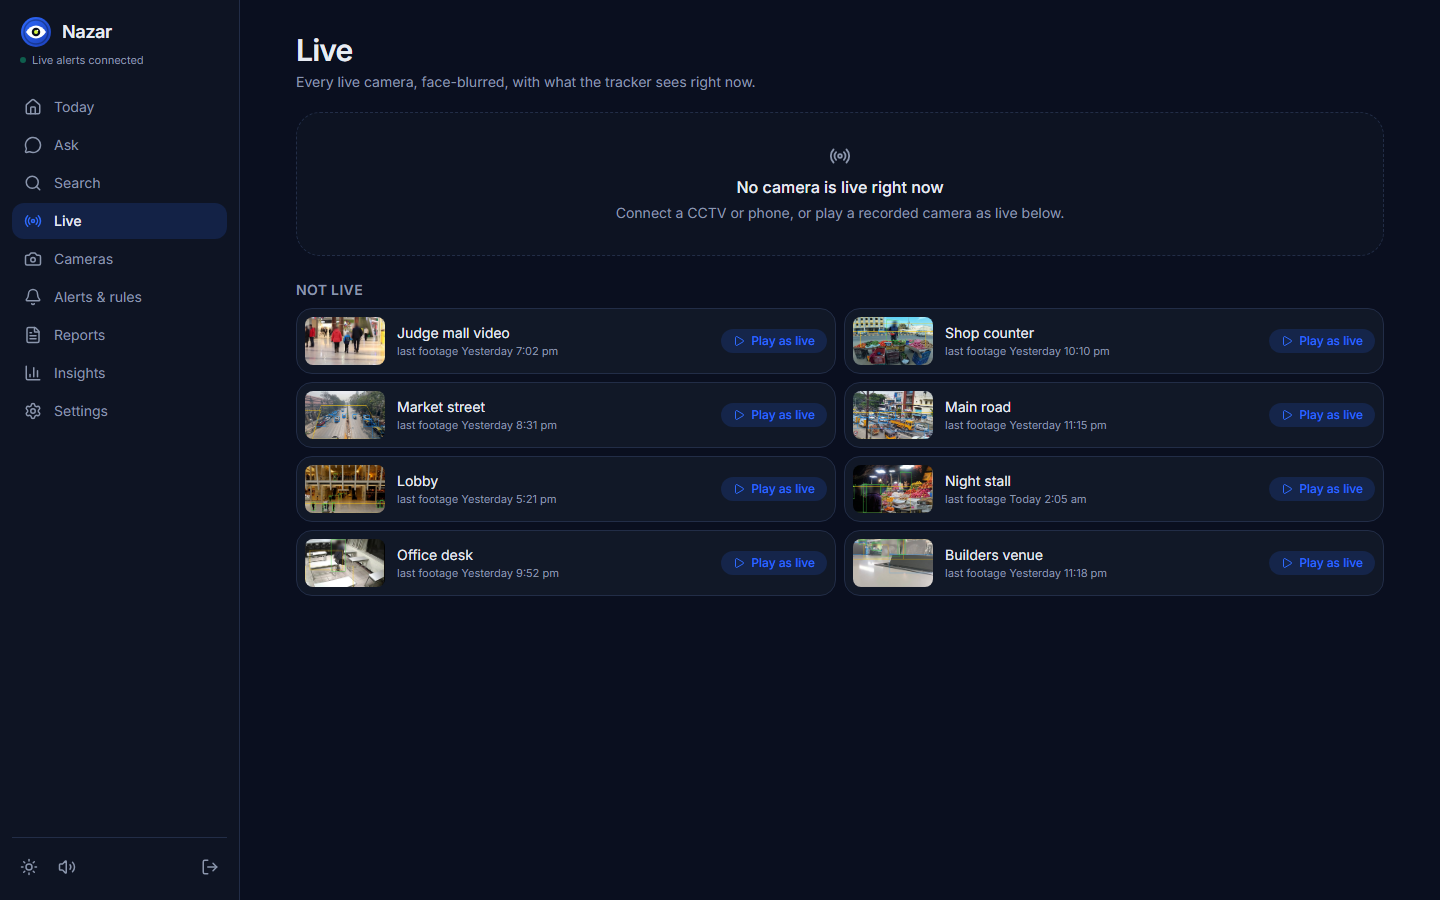 Nazar
Live alerts connected
Today
Ask
Search
Live
Cameras
Alerts & rules
Reports
Insights
Settings
Live
Every live camera, face-blurred, with what the tracker sees right now.
No camera is live right now
Connect a CCTV or phone, or play a recorded camera as live below.
NOT LIVE
Judge mall video
last footage Yesterday 7:02 pm
Play as live
Shop counter
last footage Yesterday 10:10 pm
Play as live
Market street
last footage Yesterday 8:31 pm
Play as live
Main road
last footage Yesterday 11:15 pm
Play as live
Lobby
last footage Yesterday 5:21 pm
Play as live
Night stall
last footage Today 2:05 am
Play as live
Office desk
last footage Yesterday 9:52 pm
Play as live
Builders venue
last footage Yesterday 11:18 pm
Play as live